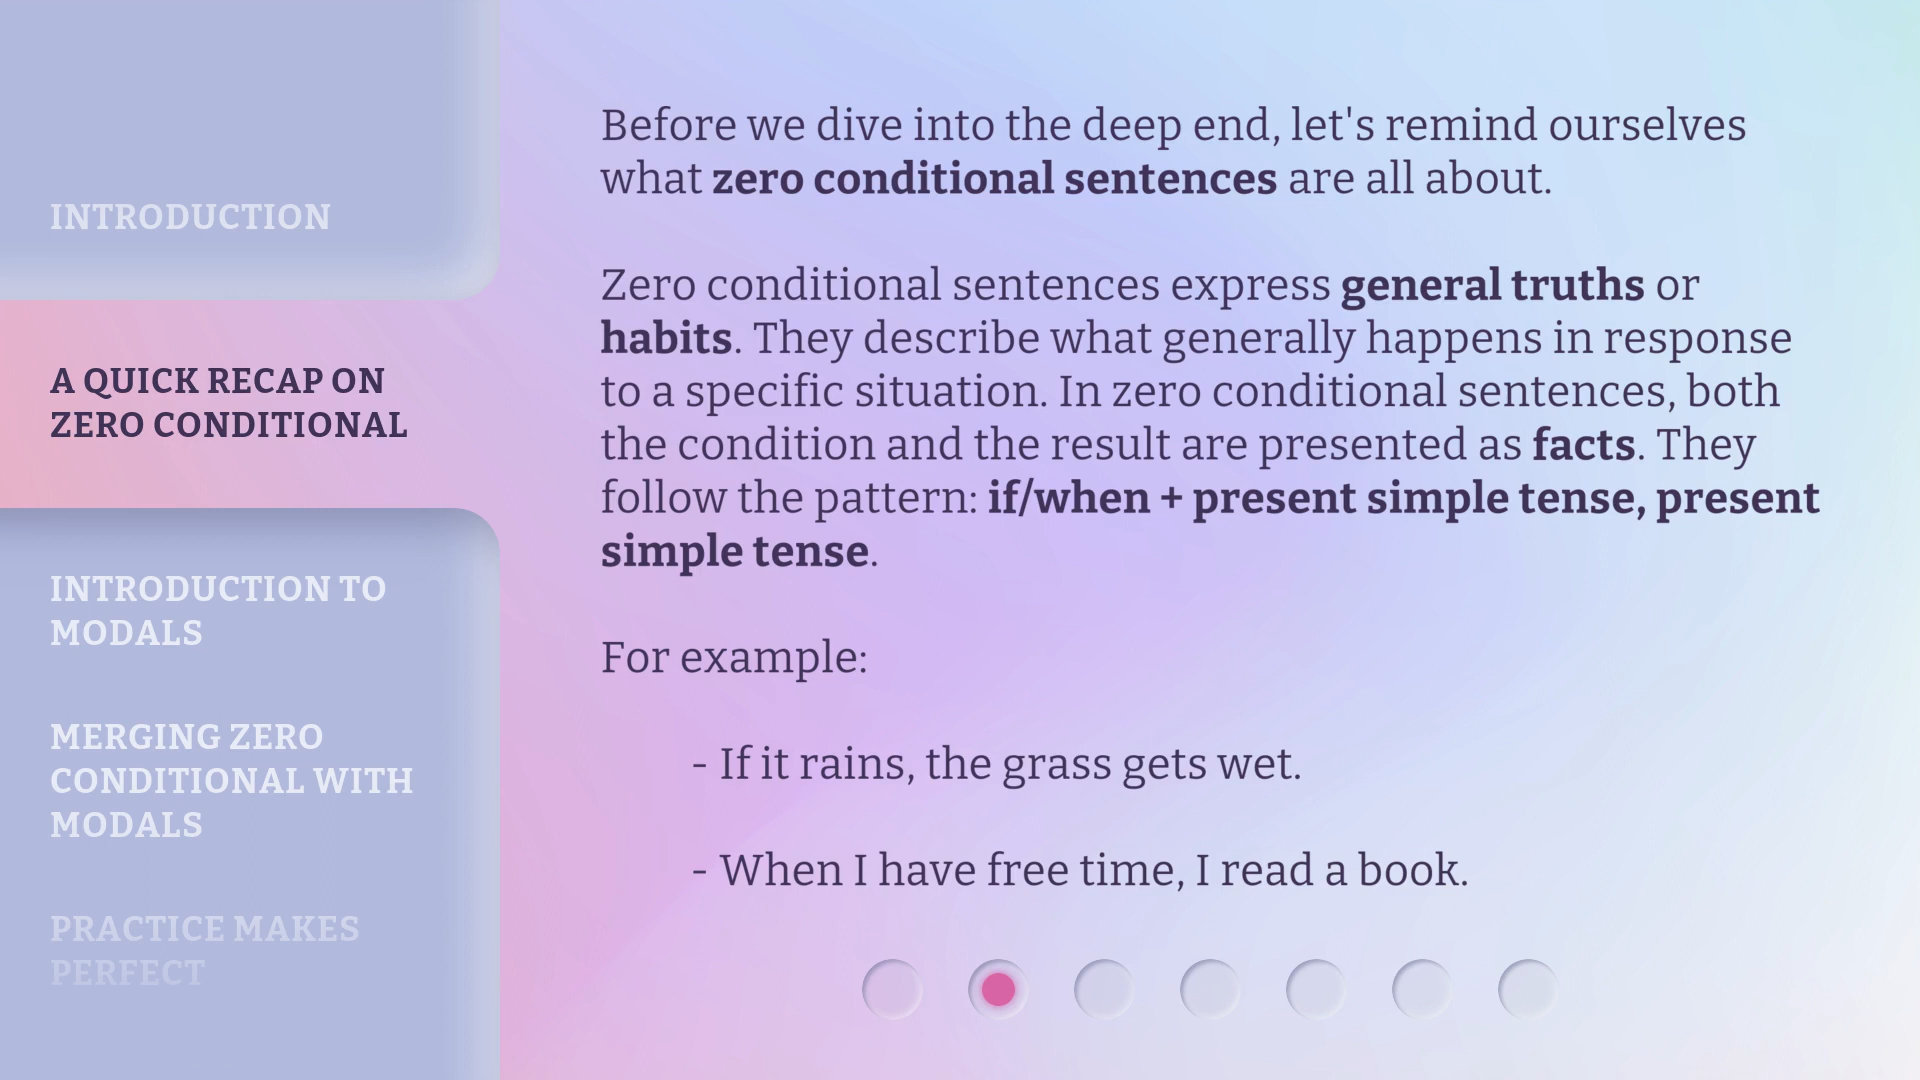 INTRODUCTION
A QUICK RECAP ON
ZERO CONDITIONAL
INTRODUCTION TO
MODALS
MERGING ZERO
CONDITIONAL WITH
MODALS
PRACTICE MAKES
PERFECT
Before we dive into the deep end, let's remind ourselves
what zero conditional sentences are all about.
Zero conditional sentences express general truths or
habits. They describe what generally happens in response
to a specific situation. In zero conditional sentences, both
the condition and the result are presented as facts. They
follow the pattern: if/when + present simple tense, present
simple tense.
For example:
- If it rains, the grass gets wet.
- When I have free time, I read a book.